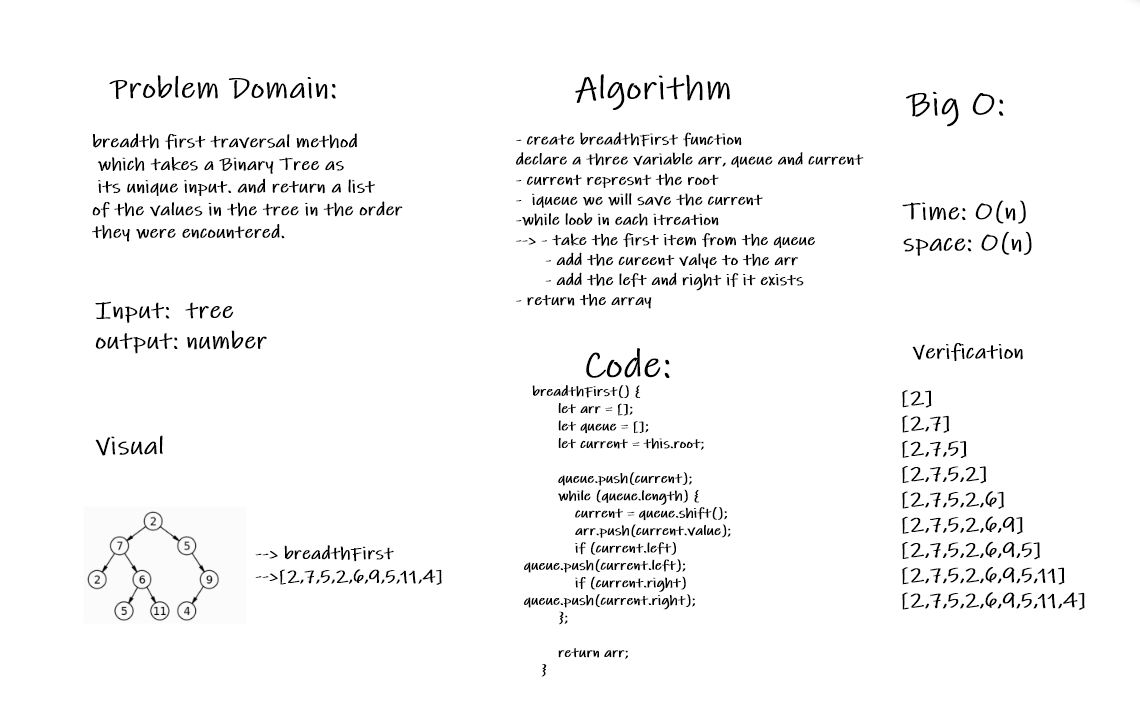 Problem Domain:
breadth first traversal method
which takes a Binary Tree as
its unique input. and return a list
of the values in the tree in the order
they were encountered.
Input: tree
output: number
Visual
2
7 5
2 6 9
5 11 4
--> breadthFirst
-->[2,7,5,2,6,9,5,11,4]
Algorithm
- create breadthFirst function
declare a three variable arr, queue and current
- current represnt the root
- iqueue we will save the current
-while loob in each itreation
--> - take the first item from the queue
- add the cureent valye to the arr
- add the left and right if it exists
- return the array
Code:
breadthFirst() {
let arr = [];
let queue = [];
let current = this.root;
queue.push(current);
while (queue.length) {
current = queue.shift();
arr.push(current.value);
if (current.left)
queue.push(current.left);
if (current.right)
queue.push(current.right);
};
return arr;
}
Big O:
Time: O(n)
space: O(n)
Verification
[2]
[2,7]
[2,7,5]
[2,7,5,2]
[2,7,5,2,6]
[2,7,5,2,6,9]
[2,7,5,2,6,9,5]
[2,7,5,2,6,9,5,11]
[2,7,5,2,6,9,5,11,4]